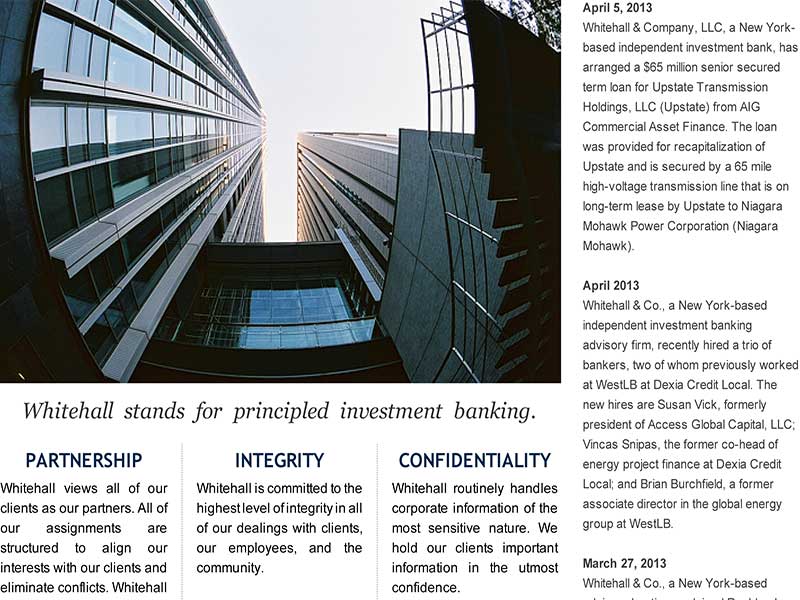 Whitehall stands for principled investment banking.
PARTNERSHIP
Whitehall views all of our
clients as our partners. All of
our assignments are
structured to align our
interests with our clients and
eliminate conflicts. Whitehall
INTEGRITY
Whitehall is committed to the
highest level of integrity in all
of our dealings with clients,
our employees, and the
community.
CONFIDENTIALITY
Whitehall routinely handles
corporate information of the
most sensitive nature. We
hold our clients important
information in the utmost
confidence.
April 5, 2013
Whitehall & Company, LLC, a New York-
based independent investment bank, has
arranged a $65 million senior secured
term loan for Upstate Transmission
Holdings, LLC (Upstate) from AIG
Commercial Asset Finance. The loan
was provided for recapitalization of
Upstate and is secured by a 65 mile
high-voltage transmission line that is on
long-term lease by Upstate to Niagara
Mohawk Power Corporation (Niagara
Mohawk).
April 2013
Whitehall & Co., a New York-based
independent investment banking
advisory firm, recently hired a trio of
bankers, two of whom previously worked
at WestLB at Dexia Credit Local. The
new hires are Susan Vick, formerly
president of Access Global Capital, LLC;
Vincas Snipas, the former co-head of
energy project finance at Dexia Credit
Local; and Brian Burchfield, a former
associate director in the global energy
group at WestLB.
March 27, 2013
Whitehall & Co., a New York-based